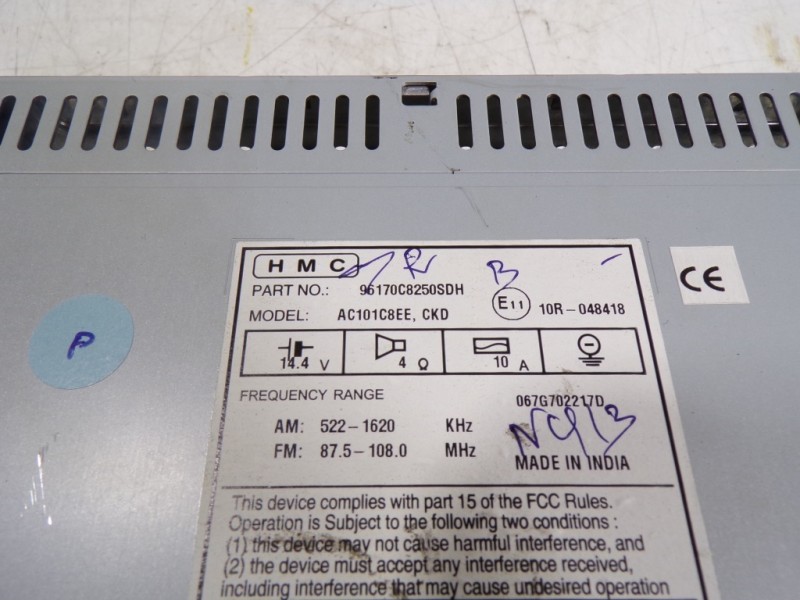 HMC
PART NO.: 96170C8250SDH
MODEL: AC101C8EE, CKD
E11 10R-048418
CE
P
14.4 V 4 Ω 10 A
FREQUENCY RANGE
067G702217D
AM: 522-1620 KHz
FM: 87.5-108.0 MHz
MADE IN INDIA
This device complies with part 15 of the FCC Rules.
Operation is Subject to the following two conditions :
(1) this device may not cause harmful interference, and
(2) the device must accept any interference received,
including interference that may cause undesired operation